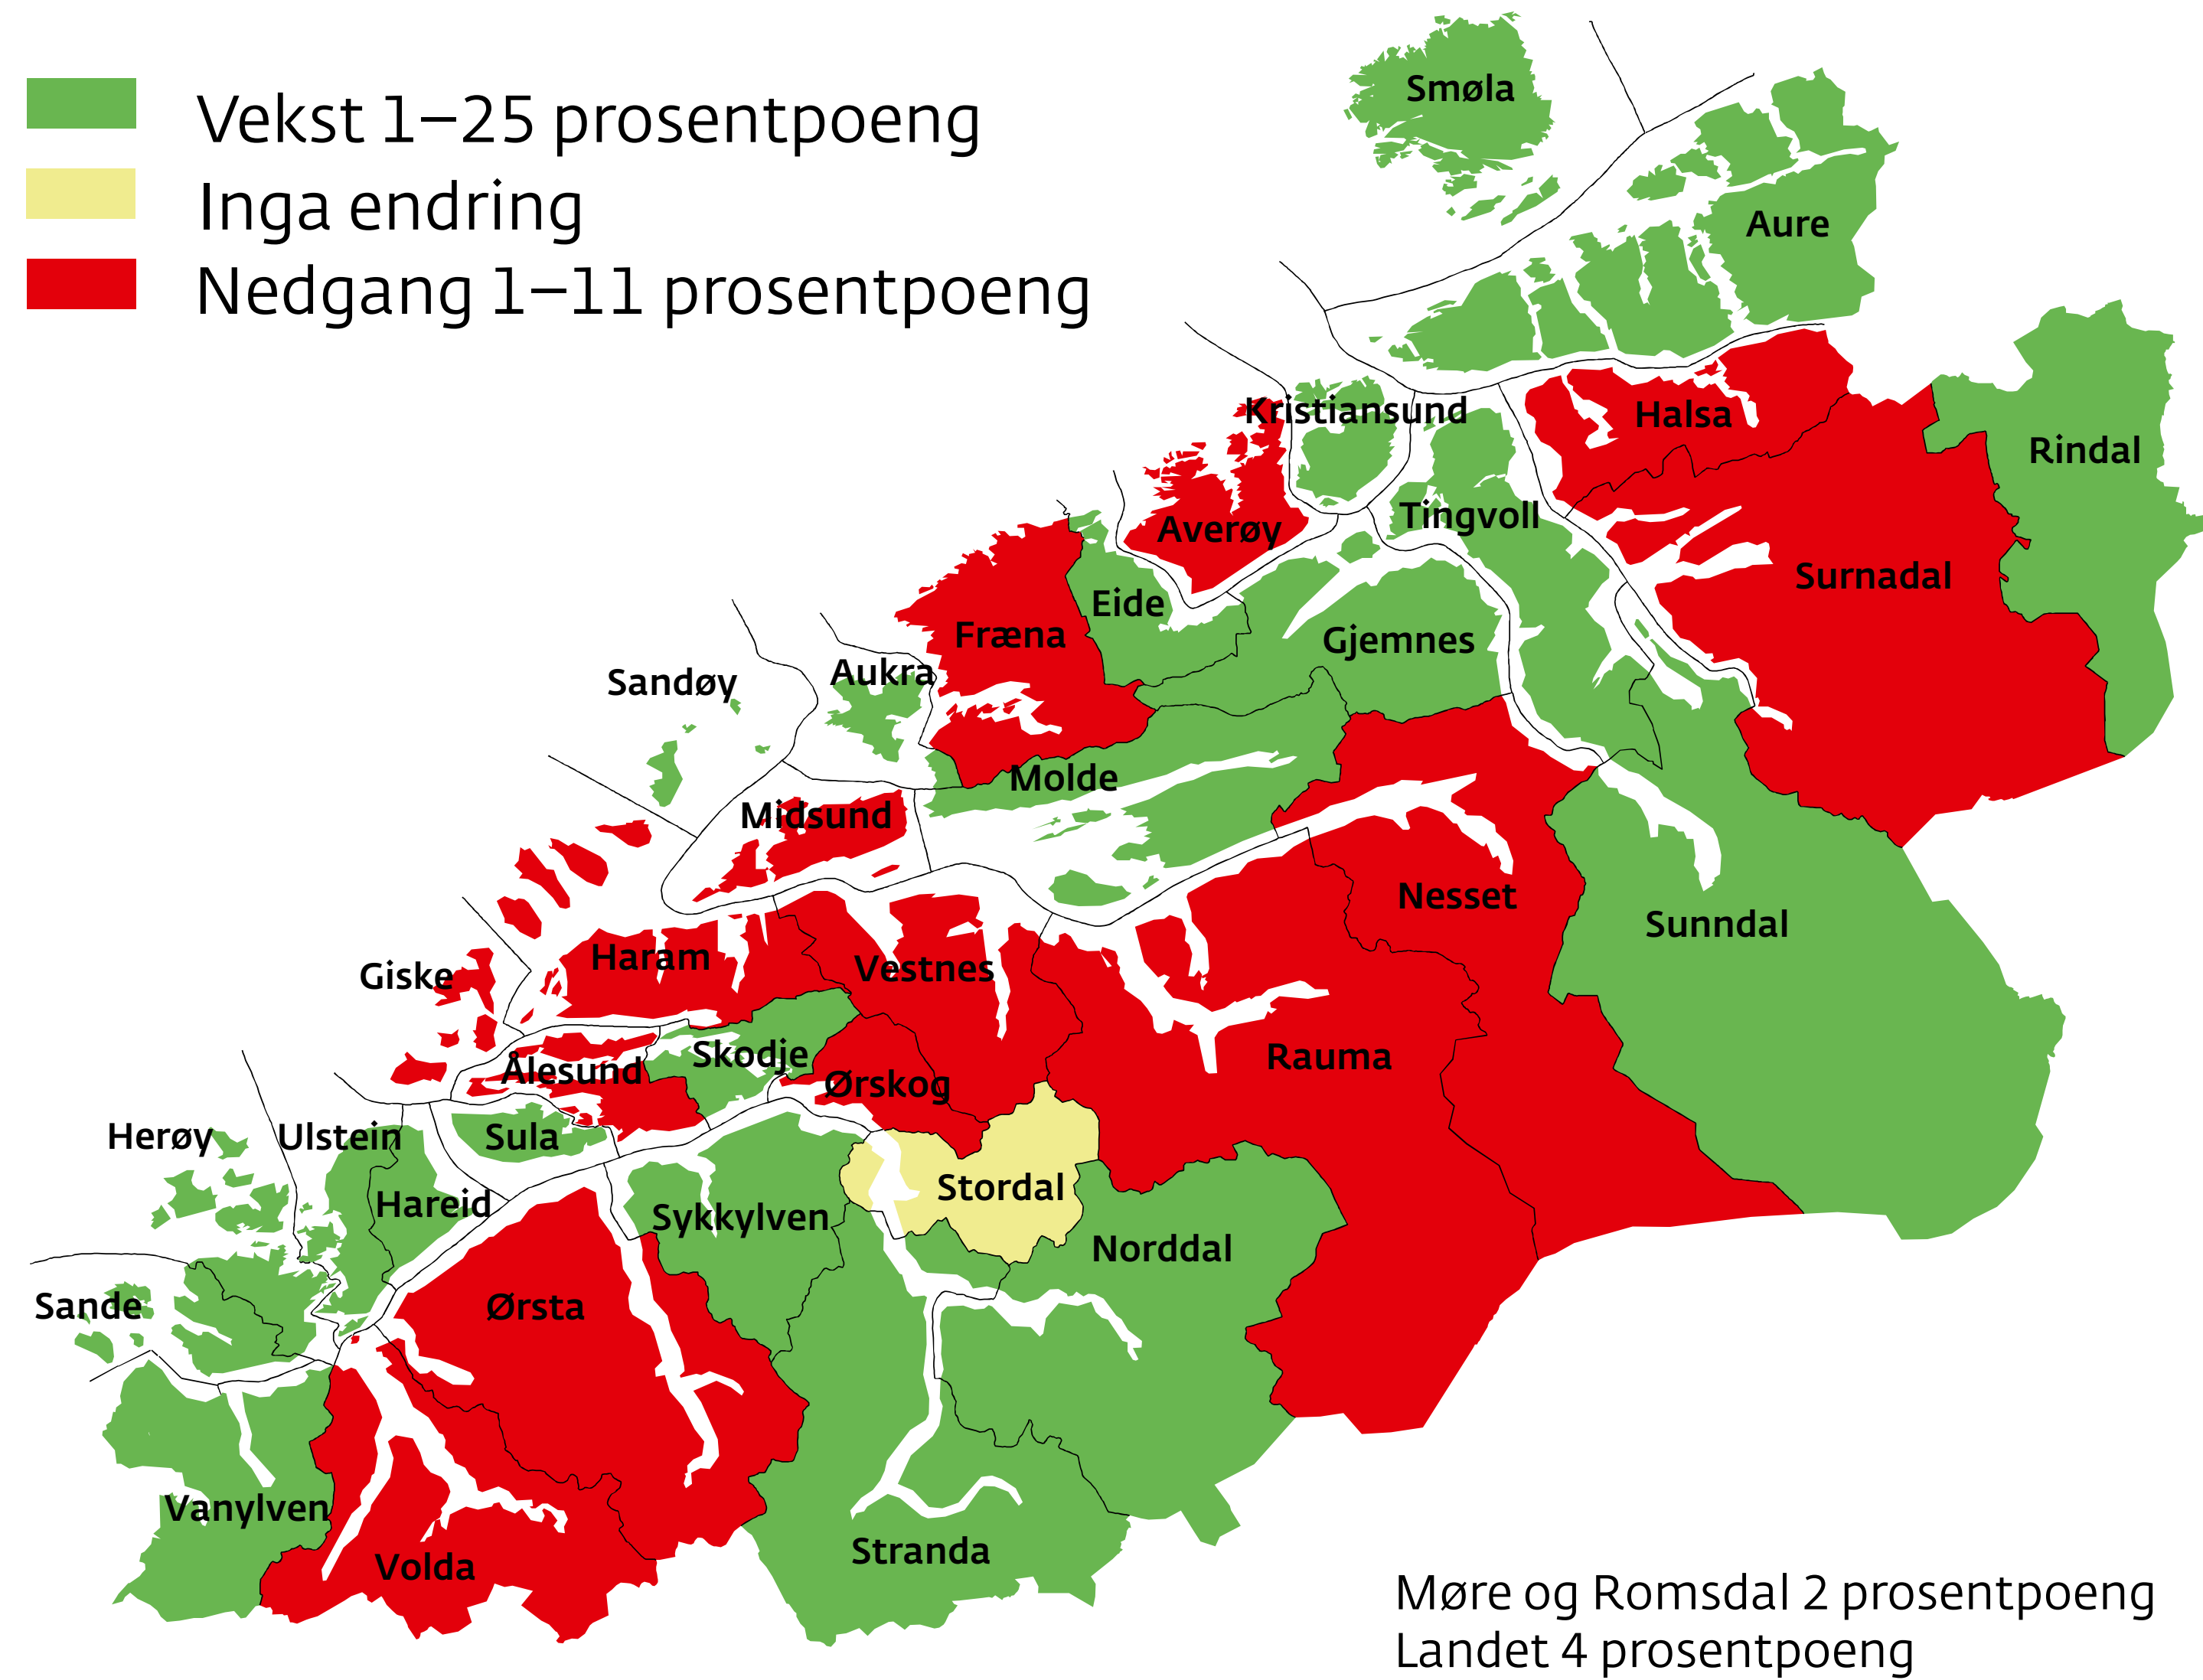 Vekst 1–25 prosentpoeng
Inga endring
Nedgang 1–11 prosentpoeng
Smøla
Aure
Kristiansund
Halsa
Rindal
Averøy
Tingvoll
Surnadal
Eide
Fræna
Gjemnes
Aukra
Sandøy
Molde
Midsund
Nesset
Sunndal
Haram
Vestnes
Giske
Skodje
Rauma
Ålesund
Ørskog
Herøy
Ulstein
Sula
Stordal
Hareid
Sykkylven
Norddal
Sande
Ørsta
Vanylven
Stranda
Volda
Møre og Romsdal 2 prosentpoeng
Landet 4 prosentpoeng